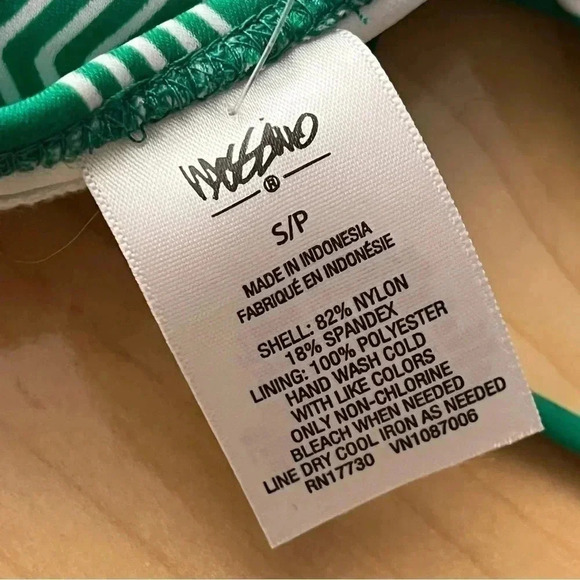 MOSSIMO
®
S/P
MADE IN INDONESIA
FABRIQUÉ EN INDONÉSIE
SHELL: 82% NYLON
18% SPANDEX
LINING: 100% POLYESTER
HAND WASH COLD
WITH LIKE COLORS
ONLY NON-CHLORINE
BLEACH WHEN NEEDED
LINE DRY COOL IRON AS NEEDED
RN17730 VN1087006